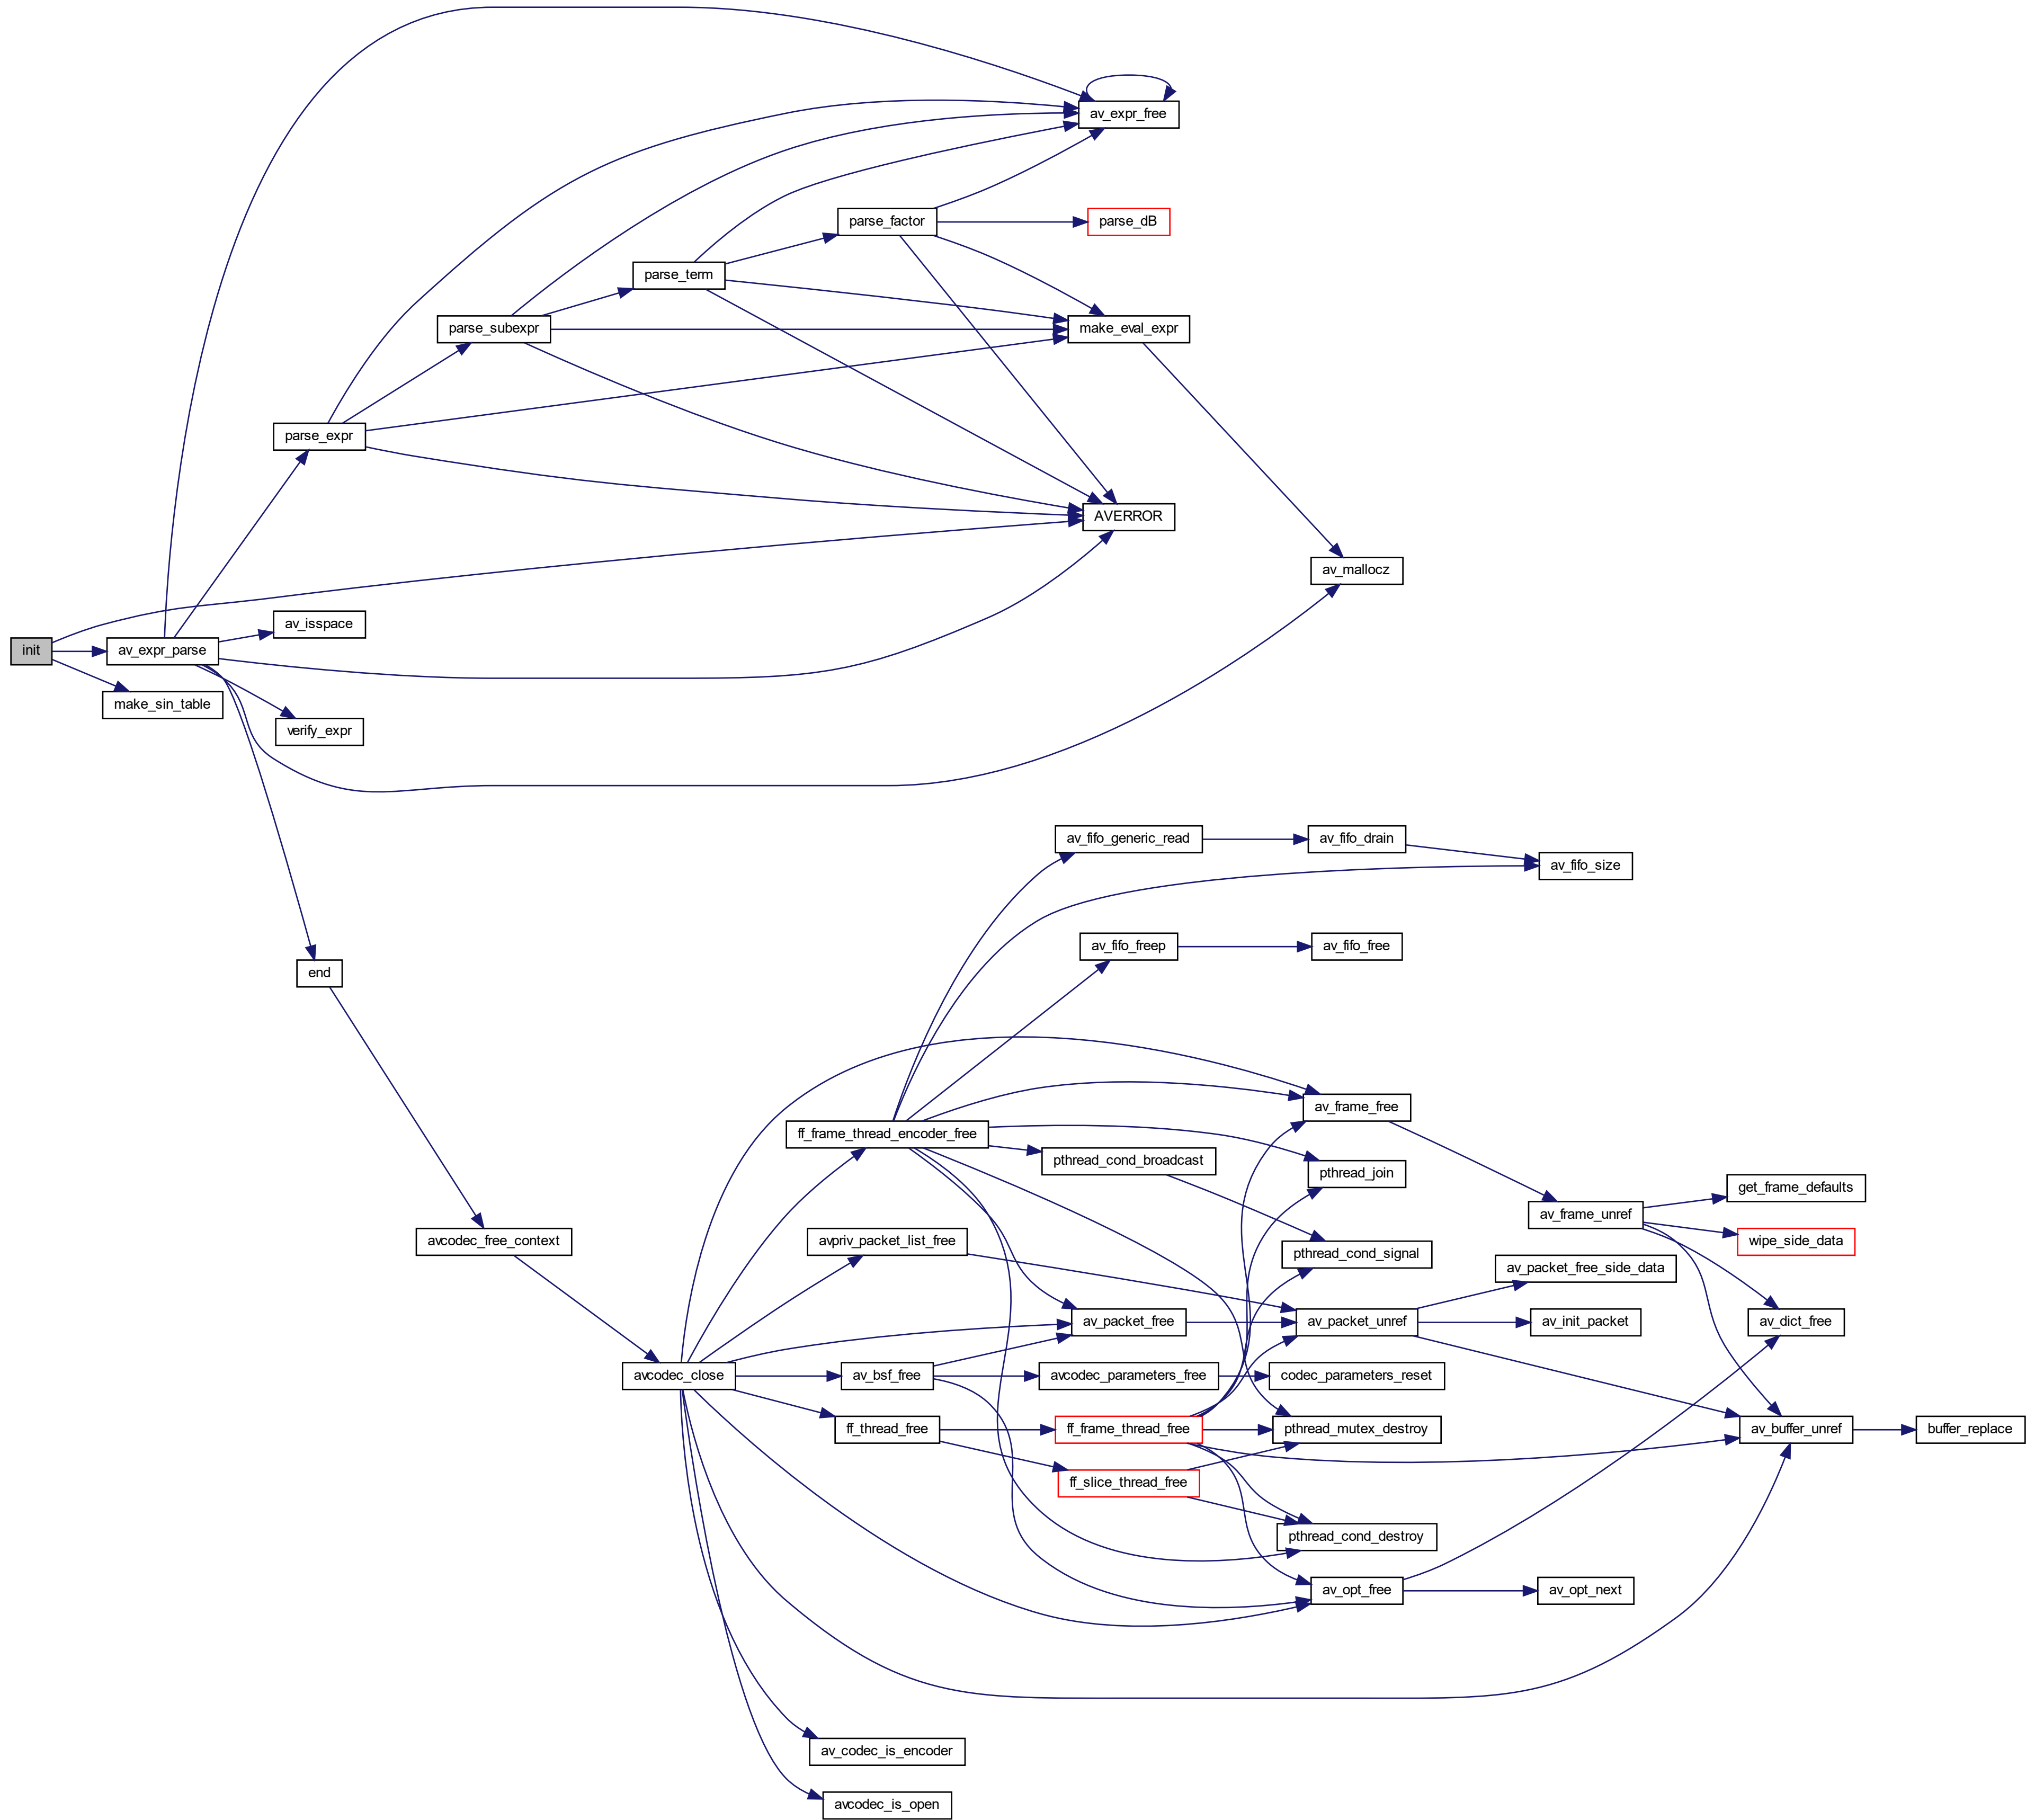 av_expr_free
parse_factor
parse_dB
parse_term
parse_subexpr
make_eval_expr
parse_expr
AVERROR
av_mallocz
av_isspace
init
av_expr_parse
make_sin_table
verify_expr
av_fifo_generic_read
av_fifo_drain
av_fifo_size
av_fifo_freep
av_fifo_free
end
av_frame_free
ff_frame_thread_encoder_free
pthread_cond_broadcast
pthread_join
get_frame_defaults
av_frame_unref
avcodec_free_context
avpriv_packet_list_free
pthread_cond_signal
wipe_side_data
av_packet_free_side_data
av_packet_free
av_packet_unref
av_init_packet
av_dict_free
avcodec_close
av_bsf_free
avcodec_parameters_free
codec_parameters_reset
ff_thread_free
ff_frame_thread_free
pthread_mutex_destroy
av_buffer_unref
buffer_replace
ff_slice_thread_free
pthread_cond_destroy
av_opt_free
av_opt_next
av_codec_is_encoder
avcodec_is_open